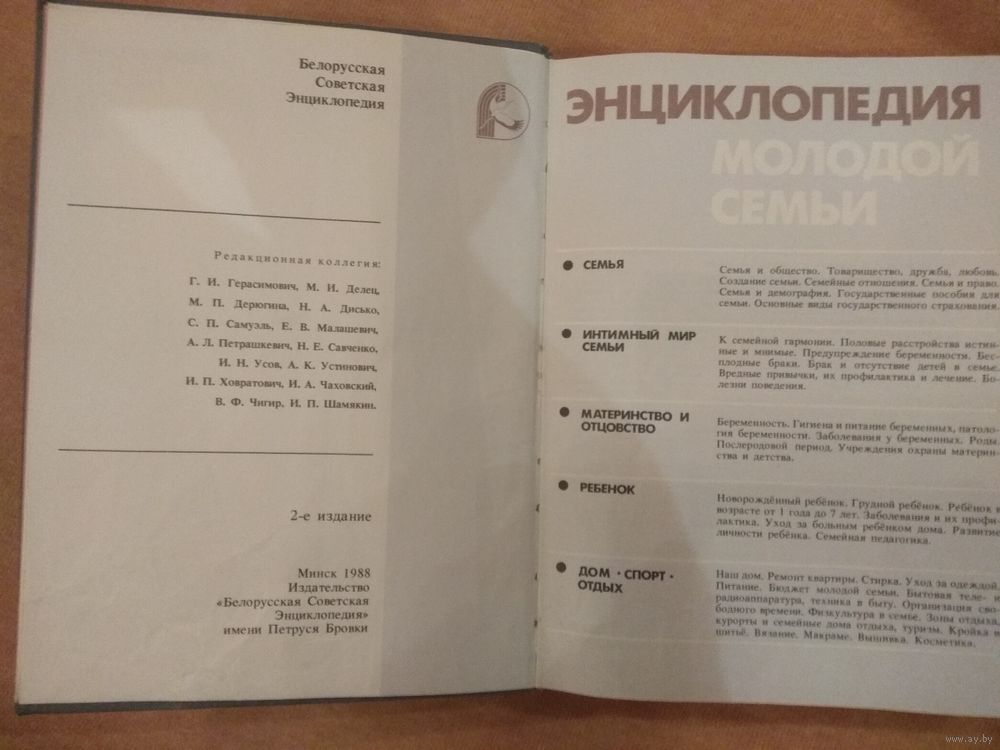 Белорусская
Советская
Энциклопедия
Редакционная коллегия:
Г. И. Герасимович, М. И. Делец,
М. П. Дерюгина, Н. А. Дисько,
С. П. Самуэль, Е. В. Малашевич,
А. Л. Петрашкевич, Н. Е. Савченко,
И. Н. Усов, А. К. Устинович,
И. П. Ховратович, И. А. Чаховский,
В. Ф. Чигир, И. П. Шамякин.
2-е издание
Минск 1988
Издательство
«Белорусская Советская
Энциклопедия»
имени Петруся Бровки
ЭНЦИКЛОПЕДИЯ
МОЛОДОЙ
СЕМЬИ
СЕМЬЯ
Семья и общество. Товарищество, дружба, любовь.
Создание семьи. Семейные отношения. Семья и право.
Семья и демография. Государственные пособия для
семьи. Основные виды государственного страхования.
ИНТИМНЫЙ МИР
СЕМЬИ
К семейной гармонии. Половые расстройства истин-
ные и мнимые. Предупреждение беременности. Бес-
плодные браки. Брак и отсутствие детей в семье.
Вредные привычки, их профилактика и лечение. Бо-
лезни поведения.
МАТЕРИНСТВО И
ОТЦОВСТВО
Беременность. Гигиена и питание беременных, патоло-
гия беременности. Заболевания у беременных. Роды.
Послеродовой период. Учреждения охраны материн-
ства и детства.
РЕБЕНОК
Новорождённый ребёнок. Грудной ребёнок. Ребёнок в
возрасте от 1 года до 7 лет. Заболевания и их профи-
лактика. Уход за больным ребёнком дома. Развитие
личности ребёнка. Семейная педагогика.
ДОМ · СПОРТ ·
ОТДЫХ
Наш дом. Ремонт квартиры. Стирка. Уход за одеждой.
Питание. Бюджет молодой семьи. Бытовая теле- и
радиоаппаратура, техника в быту. Организация сво-
бодного времени. Физкультура в семье. Зоны отдыха,
курорты и семейные дома отдыха, туризм. Кройка и
шитьё. Вязание. Макраме. Вышивка. Косметика.
www.ay.by